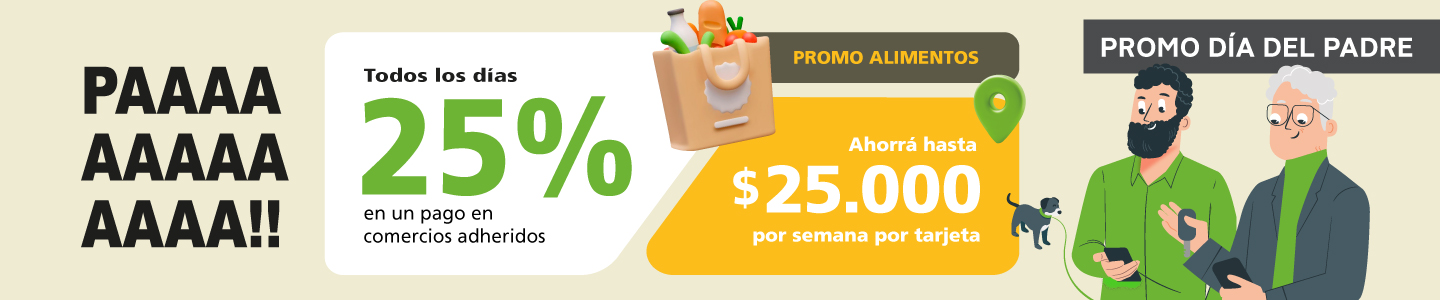 PAAAA
AAAAA
AAAA!!
Todos los días
25%
en un pago en
comercios adheridos
PROMO ALIMENTOS
Ahorrá hasta
$25.000
por semana por tarjeta
PROMO DÍA DEL PADRE